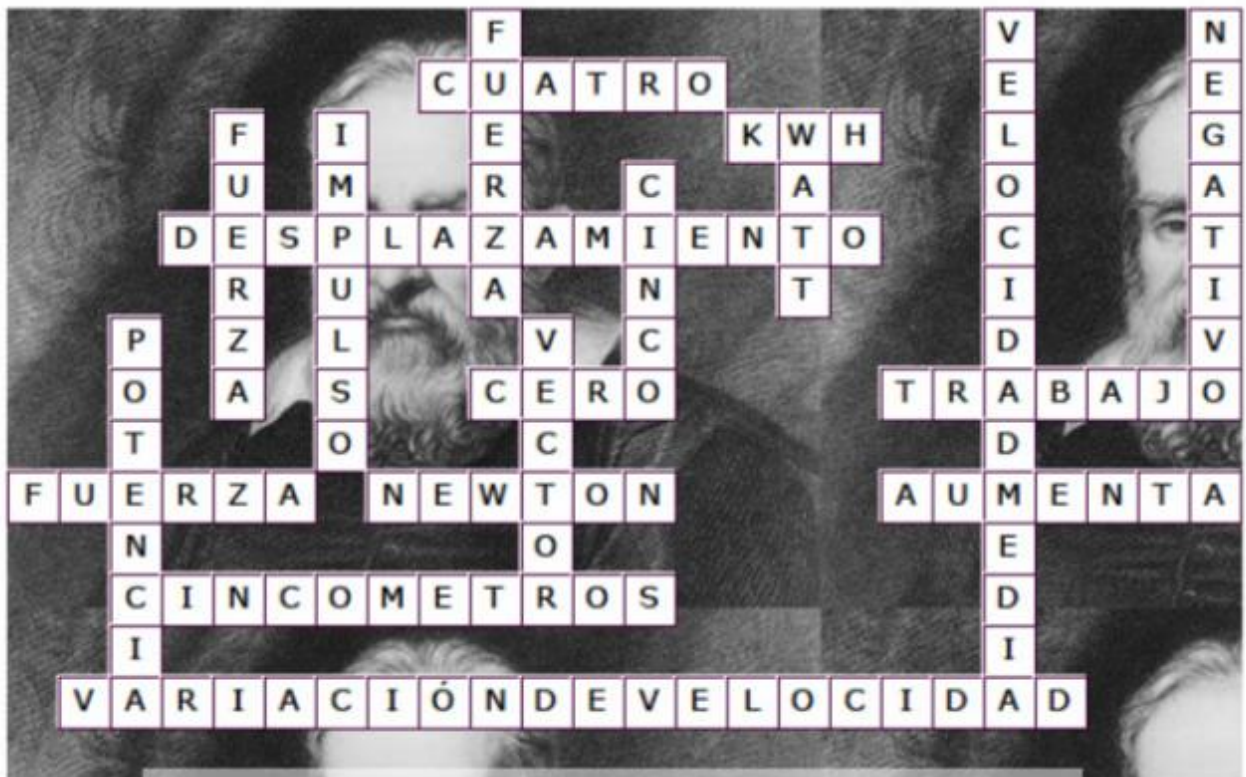 FUERZA
VELOCIDADMEDIA
NEGATIVO
CUATRO
FUERZA
IMPULSO
KWH
WATT
CINCO
DESPLAZAMIENTO
POTENCIA
VECTOR
CERO
TRABAJO
FUERZA
NEWTON
AUMENTA
CINCOMETROS
VARIACIÓNDEVELOCIDAD